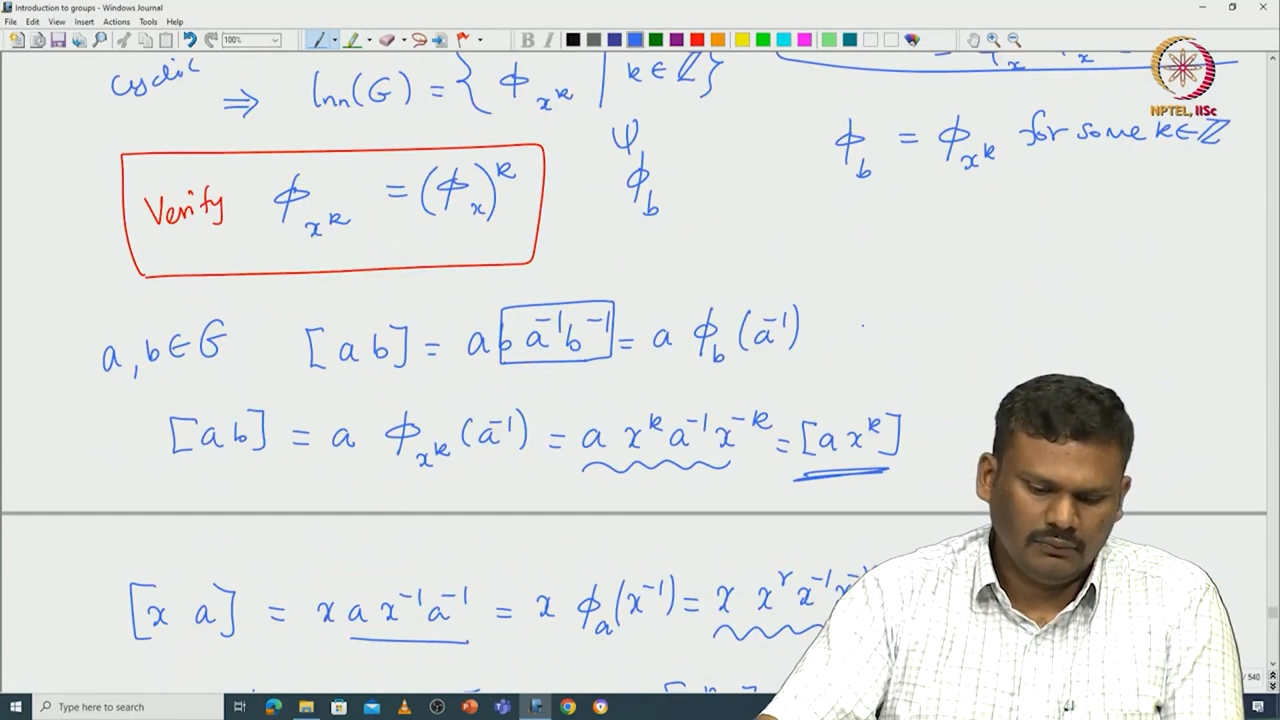 Introduction to groups - Windows Journal
File Edit View Insert Actions Tools Help
100%
B I
NPTEL, IISc
cyclic ⇒ Inn(G) = { ϕ_{x^k} | k ∈ ℤ }
ψ
ϕ_b
ϕ_b = ϕ_{x^k} for some k ∈ ℤ
Verify ϕ_{x^k} = (ϕ_x)^k
a, b ∈ G [a b] = a b a^{-1} b^{-1} = a ϕ_b (a^{-1})
[a b] = a ϕ_{x^k} (a^{-1}) = a x^k a^{-1} x^{-k} = [a x^k]
[x a] = x a x^{-1} a^{-1} = x ϕ_a (x^{-1}) = x x^r x^{-1}
/ 540
Type here to search